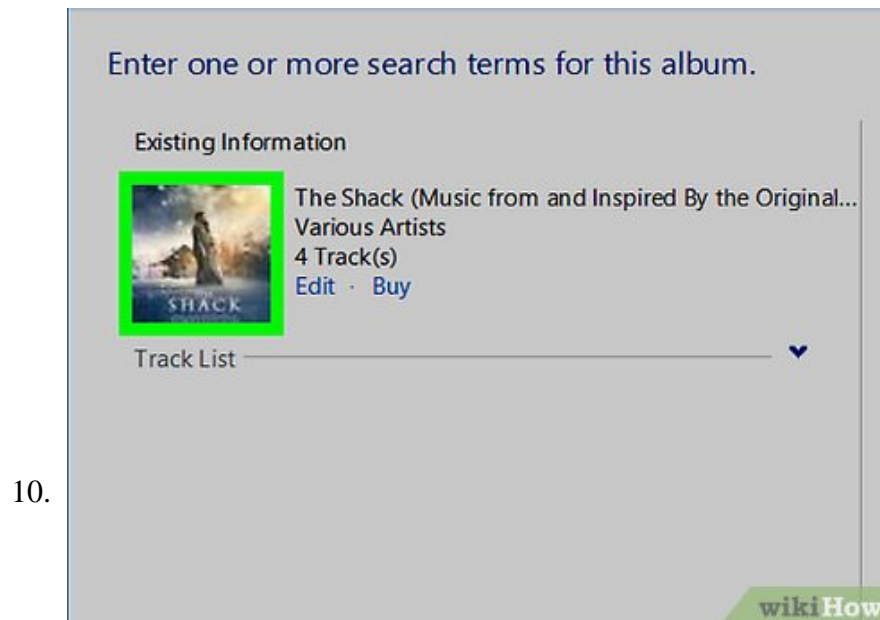 Enter one or more search terms for this album.
Existing Information
The Shack (Music from and Inspired By the Original...
Various Artists
4 Track(s)
Edit · Buy
SHACK
Track List
10.
wikiHow